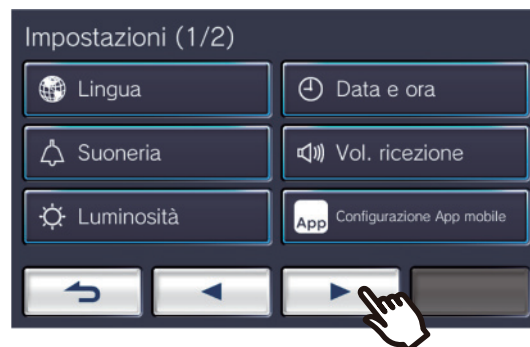 Impostazioni (1/2)
Lingua
Data e ora
Suoneria
Vol. ricezione
Luminosità
App Configurazione App mobile